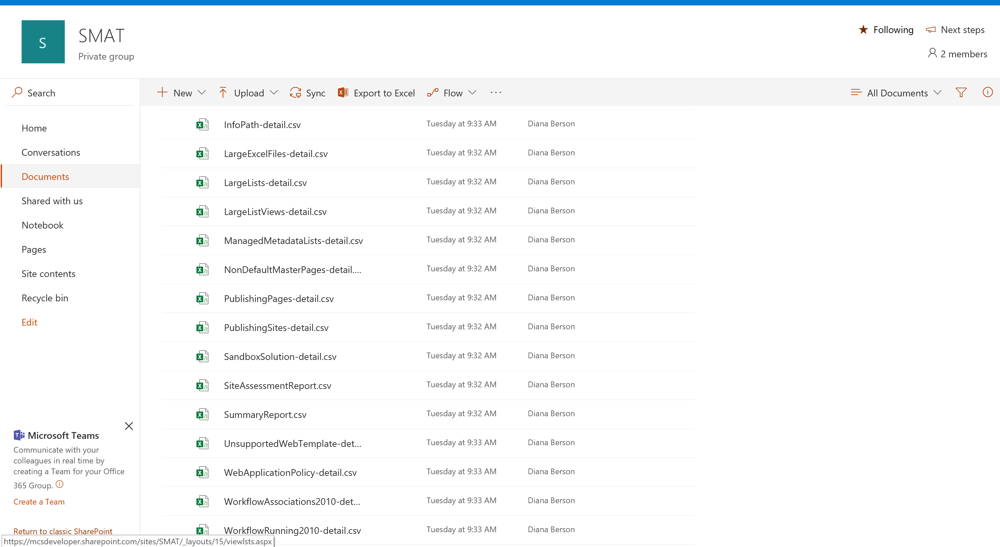 S
SMAT
Private group
Following
Next steps
2 members
Search
New
Upload
Sync
Export to Excel
Flow
All Documents
Home
Conversations
Documents
Shared with us
Notebook
Pages
Site contents
Recycle bin
Edit
InfoPath-detail.csv Tuesday at 9:33 AM Diana Berson
LargeExcelFiles-detail.csv Tuesday at 9:32 AM Diana Berson
LargeLists-detail.csv Tuesday at 9:32 AM Diana Berson
LargeListViews-detail.csv Tuesday at 9:32 AM Diana Berson
ManagedMetadataLists-detail.csv Tuesday at 9:32 AM Diana Berson
NonDefaultMasterPages-detail.... Tuesday at 9:32 AM Diana Berson
PublishingPages-detail.csv Tuesday at 9:32 AM Diana Berson
PublishingSites-detail.csv Tuesday at 9:32 AM Diana Berson
SandboxSolution-detail.csv Tuesday at 9:32 AM Diana Berson
SiteAssessmentReport.csv Tuesday at 9:32 AM Diana Berson
SummaryReport.csv Tuesday at 9:32 AM Diana Berson
UnsupportedWebTemplate-det... Tuesday at 9:33 AM Diana Berson
WebApplicationPolicy-detail.csv Tuesday at 9:33 AM Diana Berson
WorkflowAssociations2010-det... Tuesday at 9:33 AM Diana Berson
WorkflowRunning2010-detail.csv Tuesday at 9:33 AM Diana Berson
Microsoft Teams
Communicate with your
colleagues in real time by
creating a Team for your Office
365 Group.
Create a Team
Return to classic SharePoint
https://mcsdeveloper.sharepoint.com/sites/SMAT/_layouts/15/viewlsts.aspx